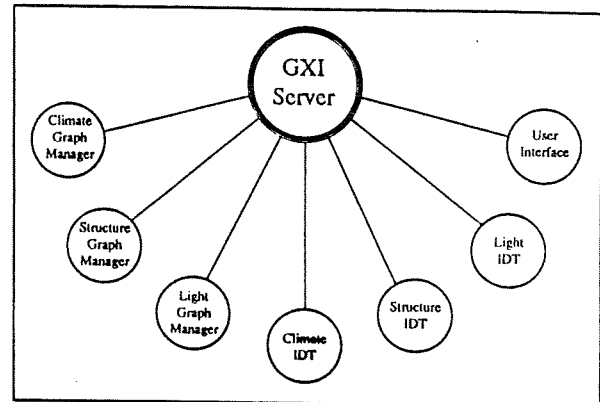 GXI
Server
Climate
Graph
Manager
User
Interface
Structure
Graph
Manager
Light
IDT
Light
Graph
Manager
Structure
IDT
Climate
IDT